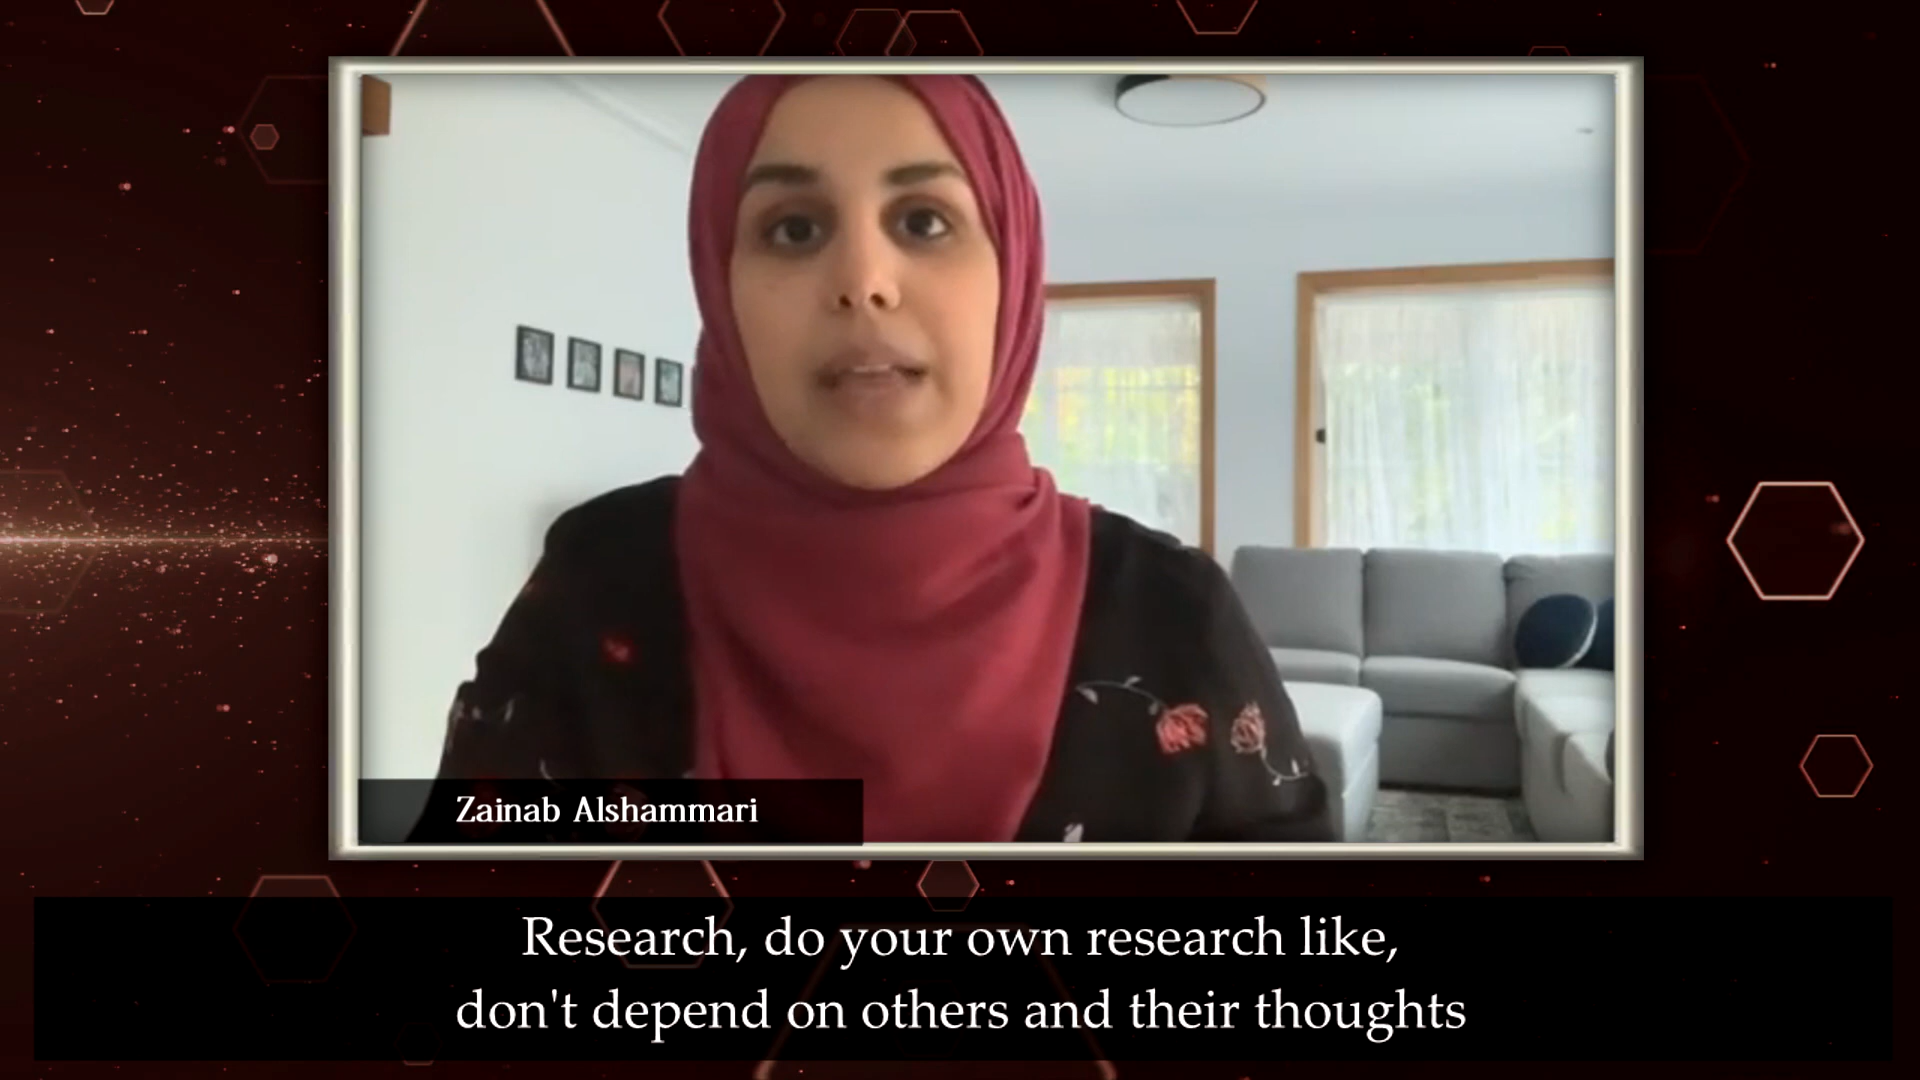 Zainab Alshammari
Research, do your own research like,
don't depend on others and their thoughts